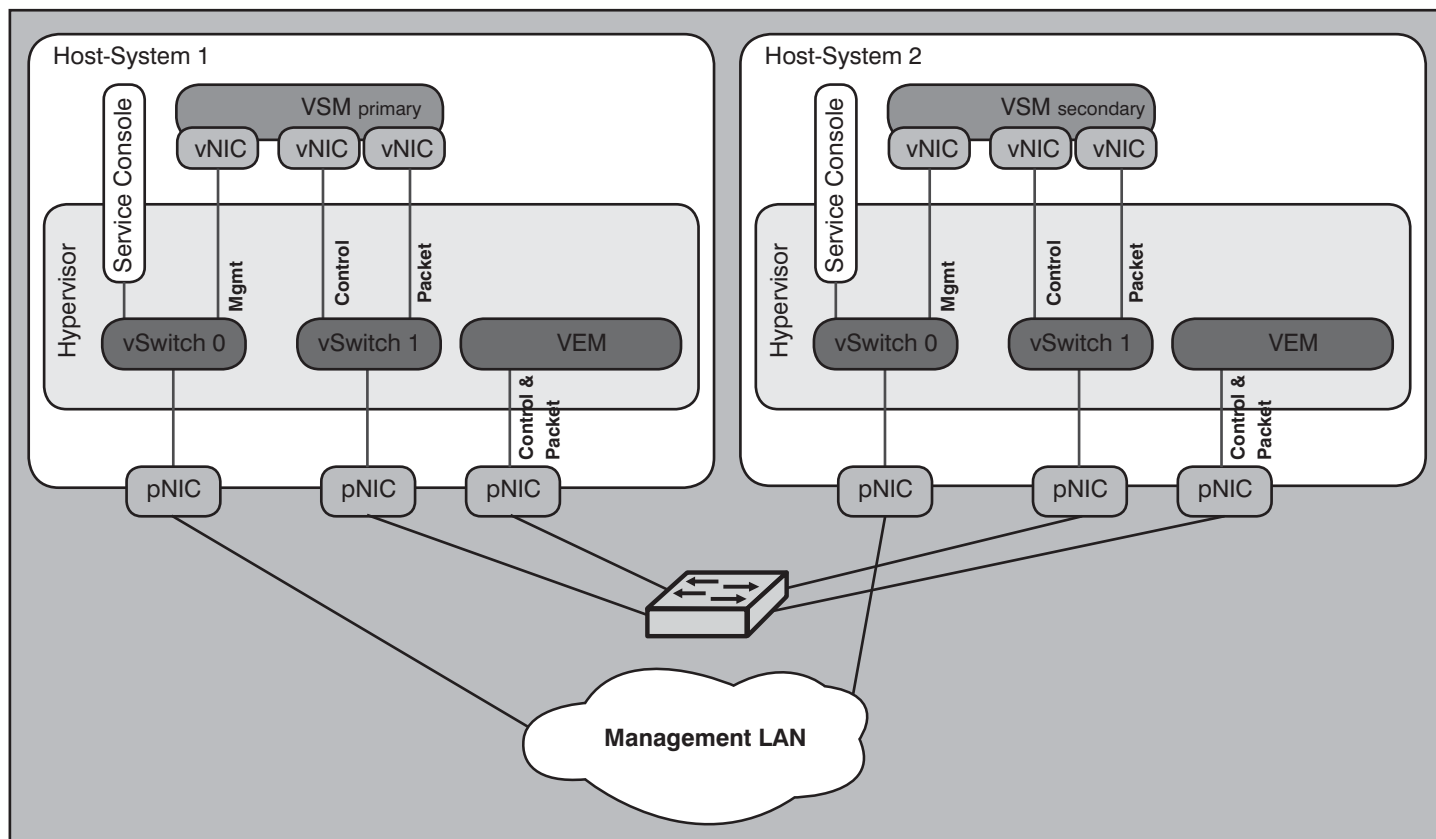 Host-System 1
VSM primary
vNIC
vNIC
vNIC
Service Console
Hypervisor
Mgmt
Control
Packet
vSwitch 0
vSwitch 1
VEM
Control &
Packet
pNIC
pNIC
pNIC
Host-System 2
VSM secondary
vNIC
vNIC
vNIC
Service Console
Hypervisor
Mgmt
Control
Packet
vSwitch 0
vSwitch 1
VEM
Control &
Packet
pNIC
pNIC
pNIC
Management LAN